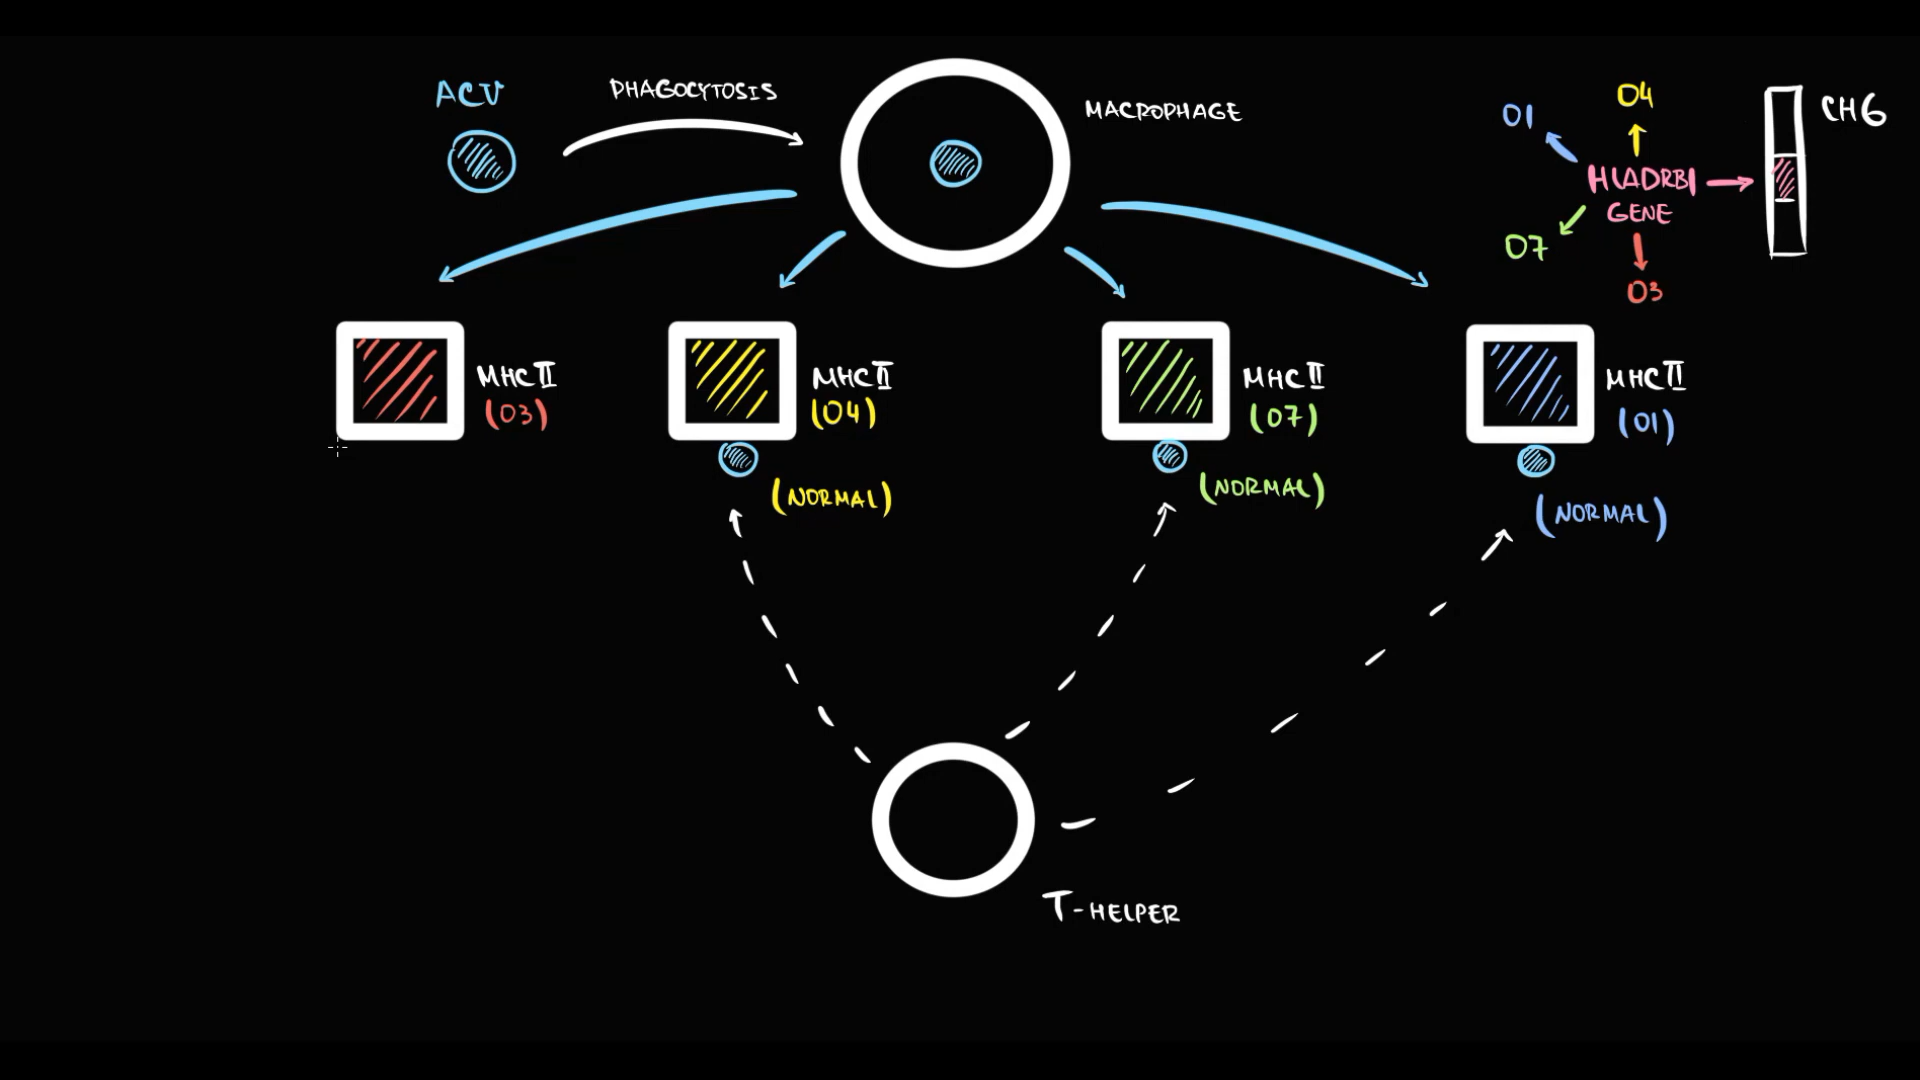 ACV
PHAGOCYTOSIS
MACROPHAGE
01
04
CH6
HLADRB1
GENE
07
03
MHC II
(03)
MHC II
(04)
MHC II
(07)
MHC II
(01)
(NORMAL)
(NORMAL)
(NORMAL)
T-HELPER